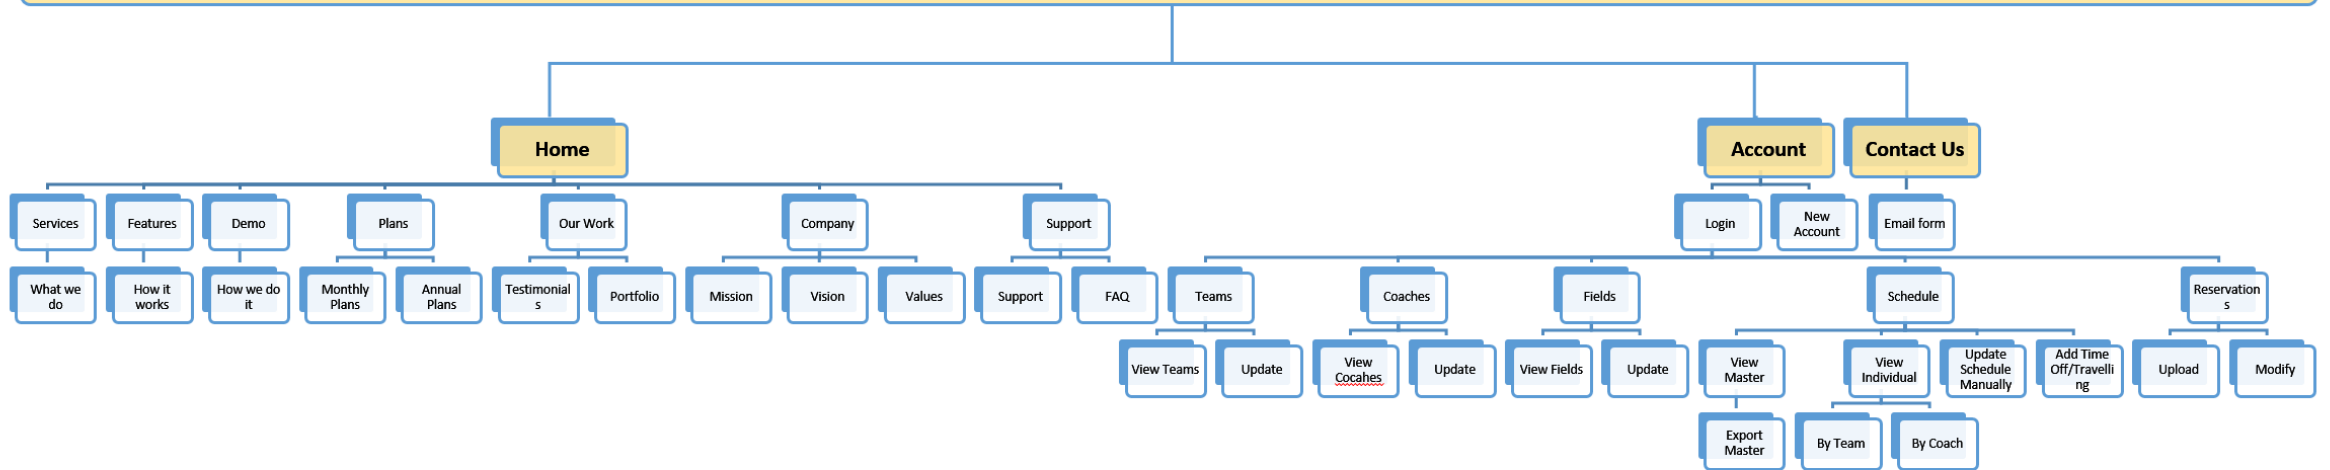 Home
Account
Contact Us
Services
Features
Demo
Plans
Our Work
Company
Support
Login
New
Account
Email form
What we
do
How it
works
How we do
it
Monthly
Plans
Annual
Plans
Testimonial
s
Portfolio
Mission
Vision
Values
Support
FAQ
Teams
Coaches
Fields
Schedule
Reservation
s
View Teams
Update
View
Cocahes
Update
View Fields
Update
View
Master
View
Individual
Update
Schedule
Manually
Add Time
Off/Travelli
ng
Upload
Modify
Export
Master
By Team
By Coach